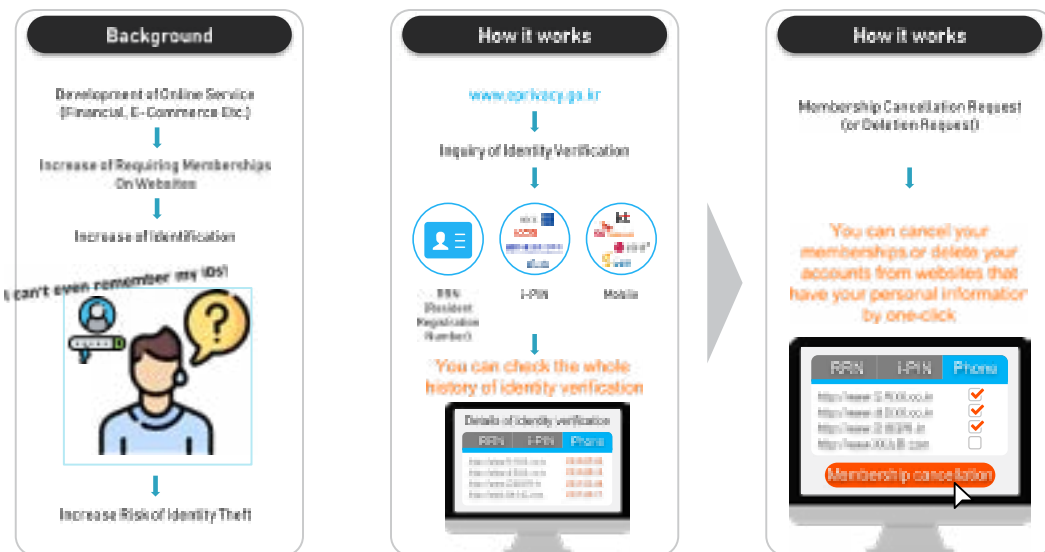 Background
Development of Online Service
(Financial, E-Commerce Etc.)
Increase of Requiring Memberships
On Websites
Increase of Identification
can't even remember my IDs!
?
Increase Risk of Identity Theft
How it works
www.eprivacy.go.kr
Inquiry of Identity Verification
kt
RRN
(Resident
Registration
Number)
i-PIN
Mobile
You can check the whole
history of identity verification
Details of identity verification
RRN i-PIN Phone
How it works
Membership Cancellation Request
(or Deletion Request)
You can cancel your
memberships or delete your
accounts from websites that
have your personal information
by one-click
RRN i-PIN Phone
Membership cancellation